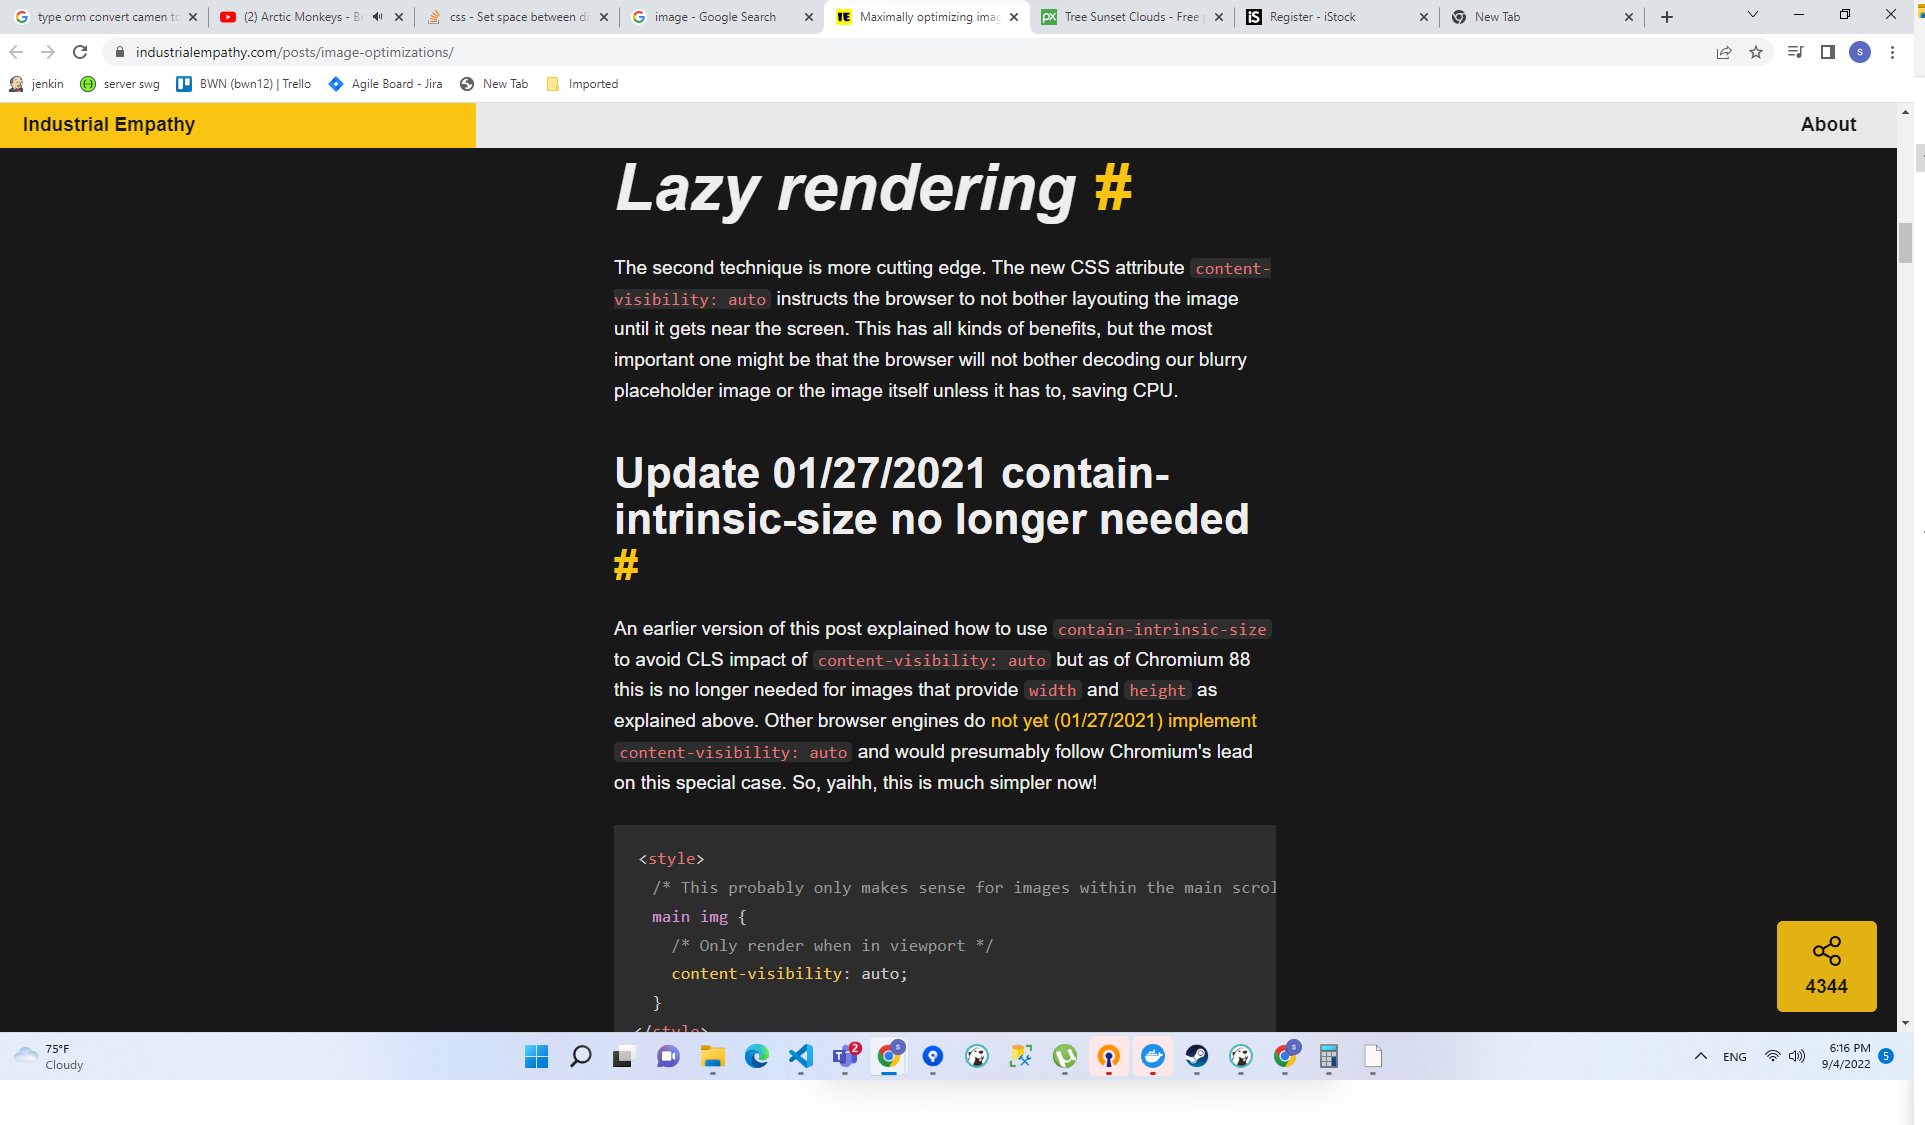 type orm convert camen to
(2) Arctic Monkeys - Be
css - Set space between di
image - Google Search
Maximally optimizing imag
Tree Sunset Clouds - Free p
Register - iStock
New Tab
industrialempathy.com/posts/image-optimizations/
S
jenkin
server swg
BWN (bwn12) | Trello
Agile Board - Jira
New Tab
Imported
Industrial Empathy
About
Lazy rendering #
The second technique is more cutting edge. The new CSS attribute content-
visibility: auto instructs the browser to not bother layouting the image
until it gets near the screen. This has all kinds of benefits, but the most
important one might be that the browser will not bother decoding our blurry
placeholder image or the image itself unless it has to, saving CPU.
Update 01/27/2021 contain-
intrinsic-size no longer needed
#
An earlier version of this post explained how to use contain-intrinsic-size
to avoid CLS impact of content-visibility: auto but as of Chromium 88
this is no longer needed for images that provide width and height as
explained above. Other browser engines do not yet (01/27/2021) implement
content-visibility: auto and would presumably follow Chromium's lead
on this special case. So, yaihh, this is much simpler now!
<style>
/* This probably only makes sense for images within the main scrol
main img {
/* Only render when in viewport */
content-visibility: auto;
}
</style>
4344
75°F
Cloudy
2
ENG
6:16 PM
9/4/2022
5